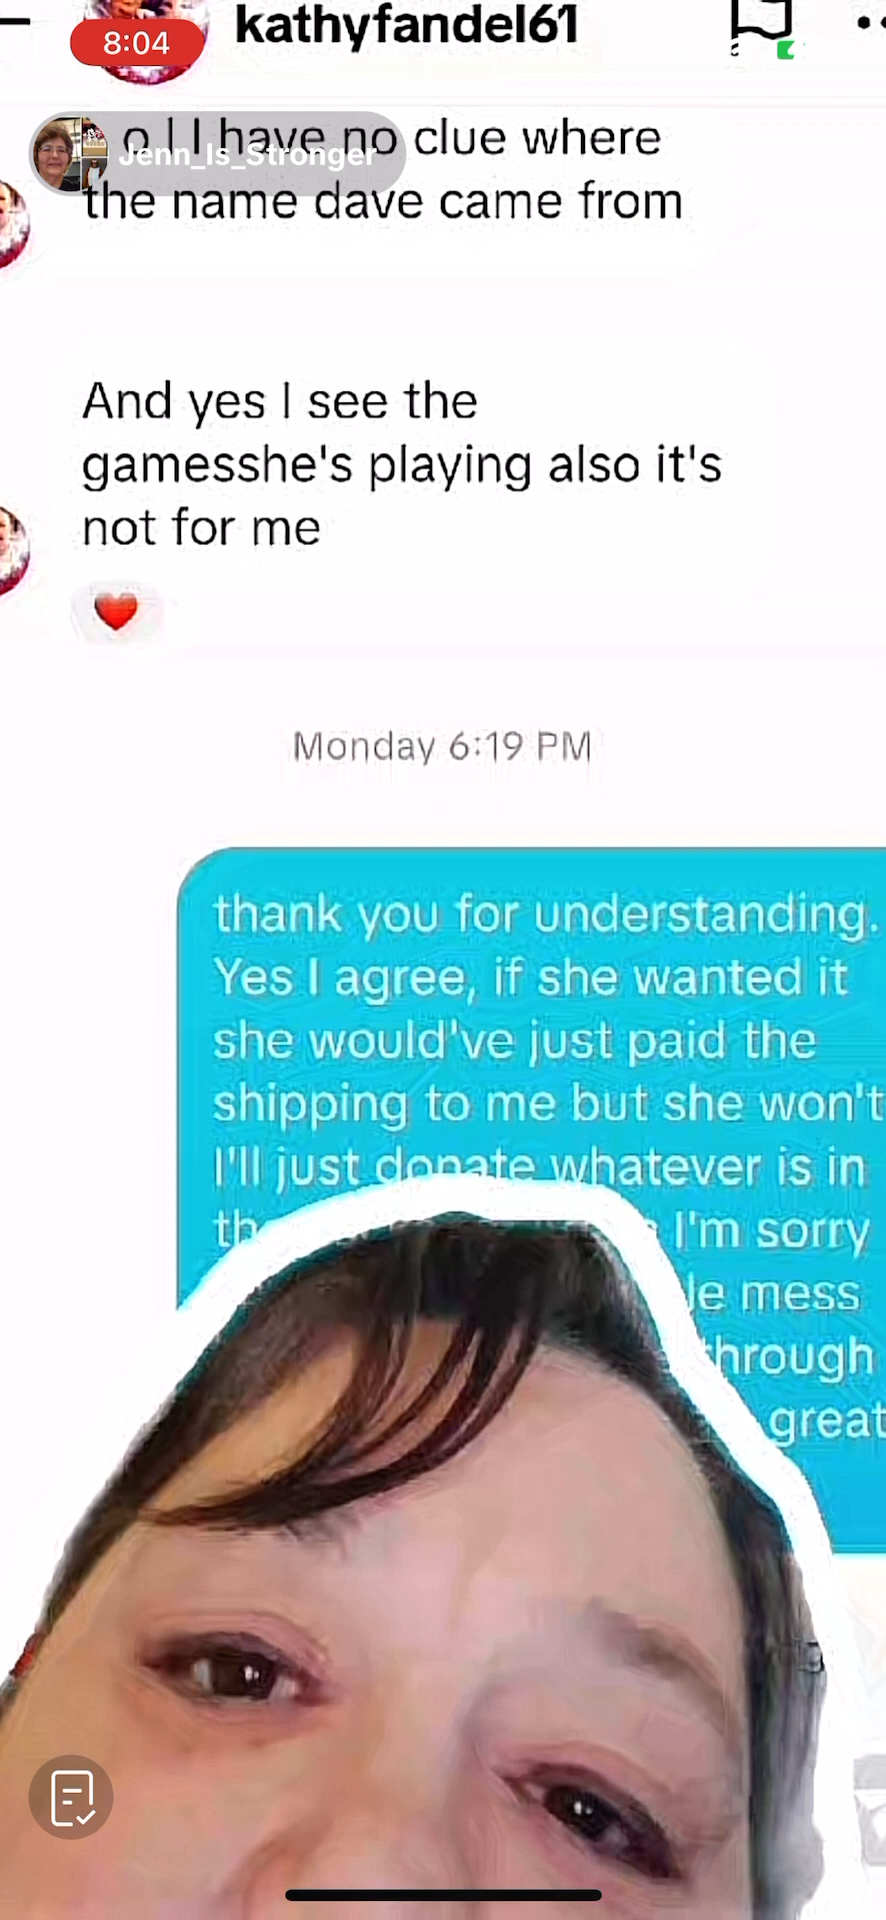 8:04
kathyfandel61
Jenn_Is_Stronger
o I I have no clue where
the name dave came from
And yes I see the
gamesshe's playing also it's
not for me
Monday 6:19 PM
thank you for understanding.
Yes I agree, if she wanted it
she would've just paid the
shipping to me but she won't
I'll just donate whatever is in
I'm sorry
mess
through
great